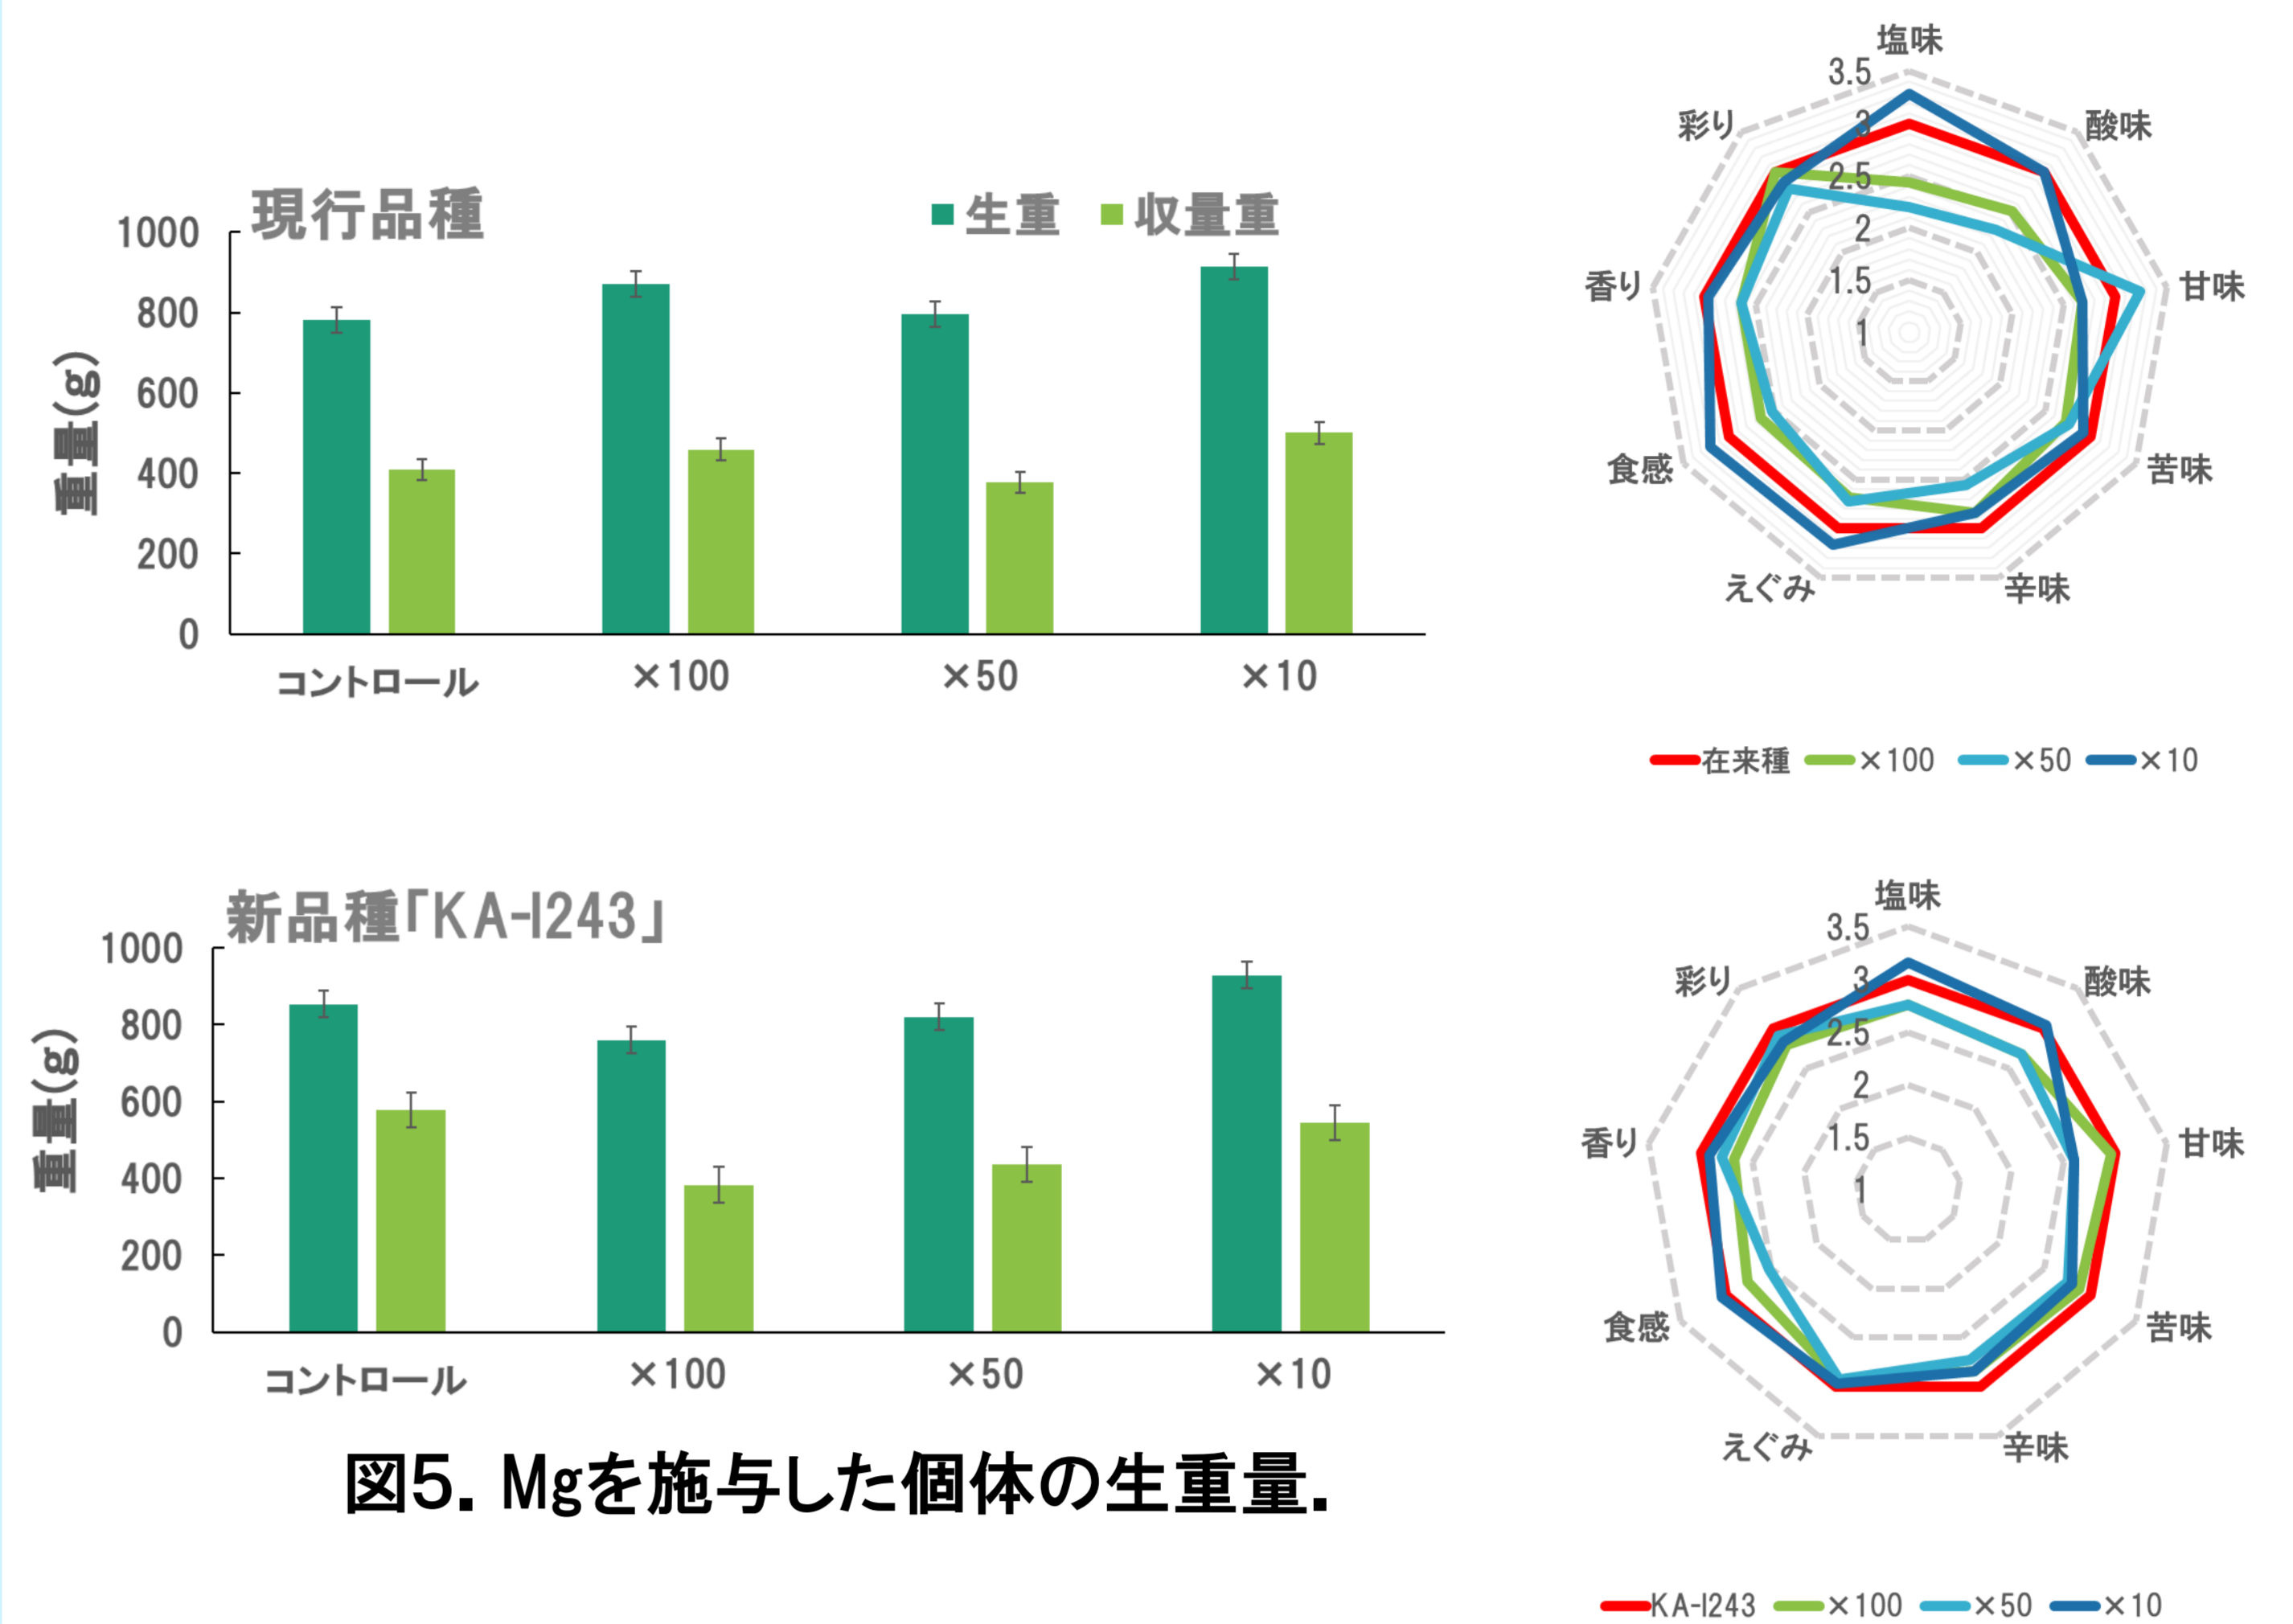 現行品種
生重 収量重
重量(g)
1000
800
600
400
200
0
コントロール ×100 ×50 ×10
塩味
酸味
甘味
苦味
辛味
えぐみ
食感
香り
彩り
3.5
3
2.5
2
1.5
1
在来種 ×100 ×50 ×10
新品種「KA-I243」
重量(g)
1000
800
600
400
200
0
コントロール ×100 ×50 ×10
塩味
酸味
甘味
苦味
辛味
えぐみ
食感
香り
彩り
3.5
3
2.5
2
1.5
1
KA-I243 ×100 ×50 ×10
図5. Mgを施与した個体の生重量.